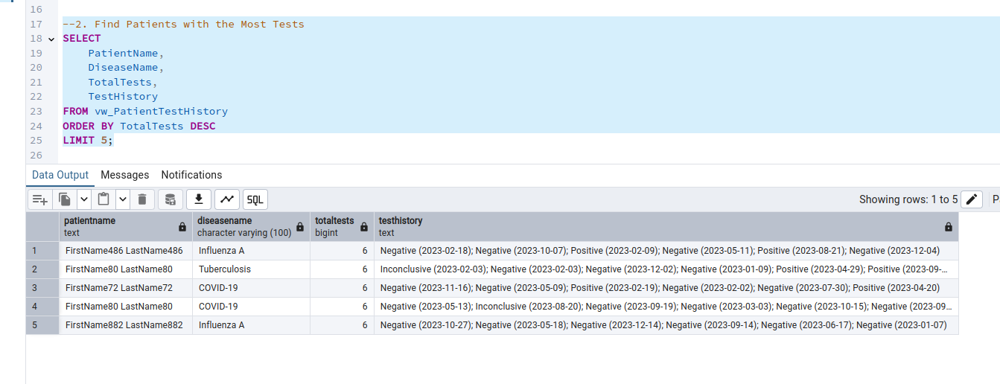 16
17 --2. Find Patients with the Most Tests
18 SELECT
19 PatientName,
20 DiseaseName,
21 TotalTests,
22 TestHistory
23 FROM vw_PatientTestHistory
24 ORDER BY TotalTests DESC
25 LIMIT 5;
26
Data Output Messages Notifications
SQL Showing rows: 1 to 5 P
patientname diseasename totaltests testhistory
text character varying (100) bigint text
1 FirstName486 LastName486 Influenza A 6 Negative (2023-02-18); Negative (2023-10-07); Positive (2023-02-09); Negative (2023-05-11); Positive (2023-08-21); Negative (2023-12-04)
2 FirstName80 LastName80 Tuberculosis 6 Inconclusive (2023-02-03); Negative (2023-02-03); Negative (2023-12-02); Negative (2023-01-09); Positive (2023-04-29); Positive (2023-09-...
3 FirstName72 LastName72 COVID-19 6 Negative (2023-11-16); Negative (2023-05-09); Positive (2023-02-19); Negative (2023-02-02); Negative (2023-07-30); Positive (2023-04-20)
4 FirstName80 LastName80 COVID-19 6 Negative (2023-05-13); Inconclusive (2023-08-20); Negative (2023-09-19); Negative (2023-03-03); Negative (2023-10-15); Negative (2023-09...
5 FirstName882 LastName882 Influenza A 6 Negative (2023-10-27); Negative (2023-05-18); Negative (2023-12-14); Negative (2023-09-14); Negative (2023-06-17); Negative (2023-01-07)